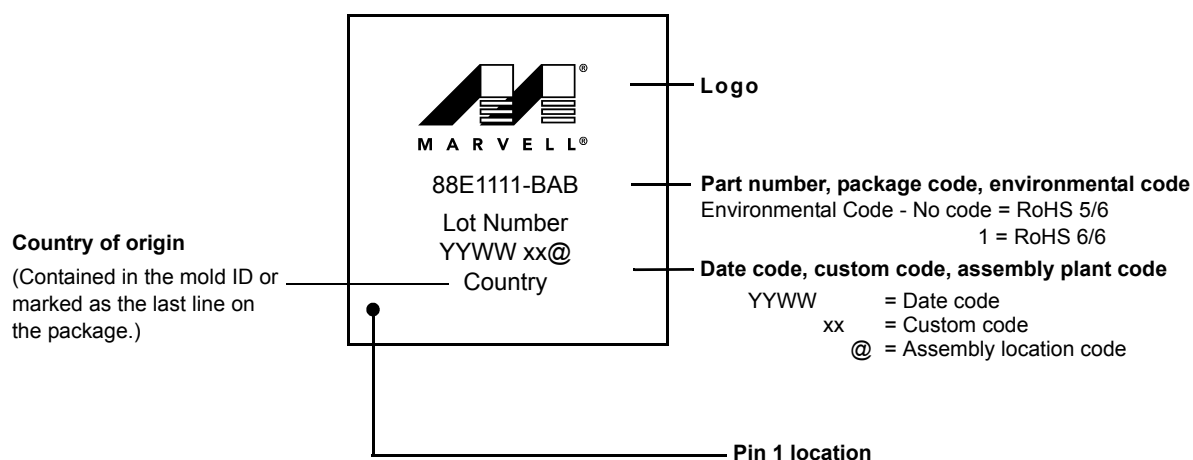 ®
MARVELL®
88E1111-BAB
Lot Number
YYWW xx@
Country
Logo
Part number, package code, environmental code
Environmental Code - No code = RoHS 5/6
1 = RoHS 6/6
Country of origin
(Contained in the mold ID or
marked as the last line on
the package.)
Date code, custom code, assembly plant code
YYWW = Date code
xx = Custom code
@ = Assembly location code
Pin 1 location